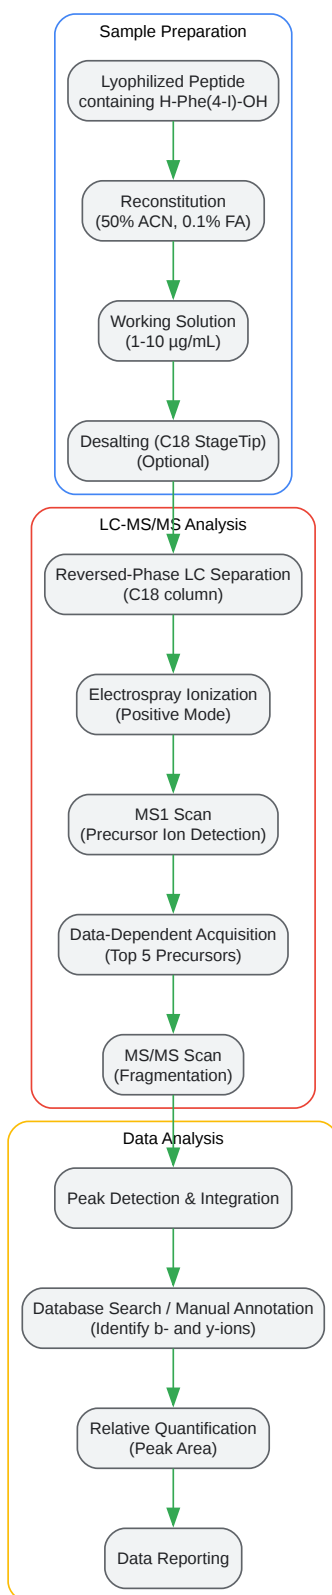 Sample Preparation
Lyophilized Peptide
containing H-Phe(4-I)-OH
Reconstitution
(50% ACN, 0.1% FA)
Working Solution
(1-10 µg/mL)
Desalting (C18 StageTip)
(Optional)
LC-MS/MS Analysis
Reversed-Phase LC Separation
(C18 column)
Electrospray Ionization
(Positive Mode)
MS1 Scan
(Precursor Ion Detection)
Data-Dependent Acquisition
(Top 5 Precursors)
MS/MS Scan
(Fragmentation)
Data Analysis
Peak Detection & Integration
Database Search / Manual Annotation
(Identify b- and y-ions)
Relative Quantification
(Peak Area)
Data Reporting